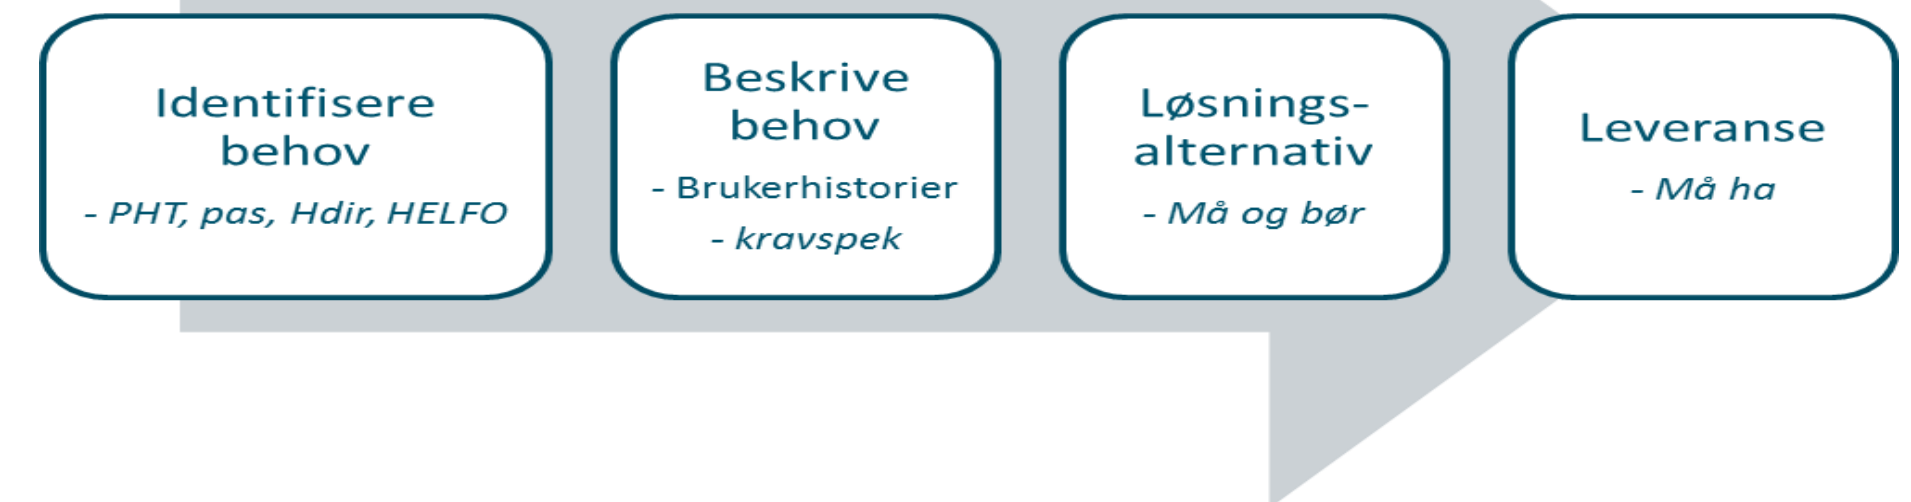 Identifisere
behov
- PHT, pas, Hdir, HELFO
Beskrive
behov
- Brukerhistorier
- kravspek
Løsnings-
alternativ
- Må og bør
Leveranse
- Må ha